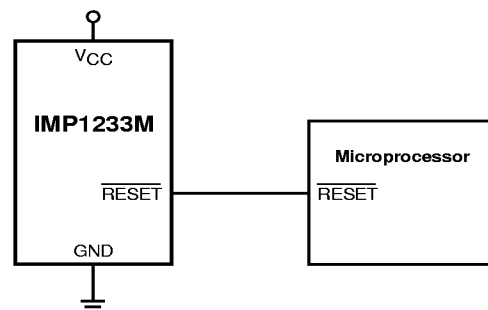 VCC
IMP1233M
Microprocessor
RESET
RESET
GND